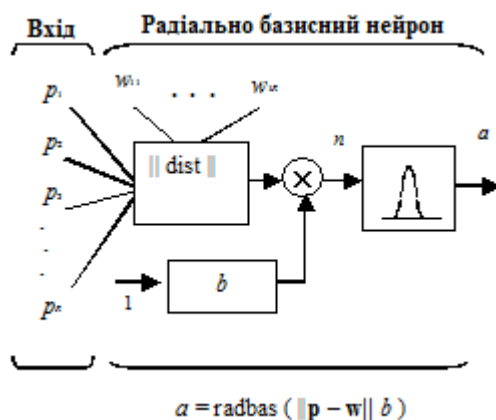 Вхід Радіально базисний нейрон
w₁₁ . . . w₁ᵣ
p₁
p₂
|| dist ||
n
a
p₃
.
.
.
b
1
pᵣ
a = radbas ( ||p – w|| b )